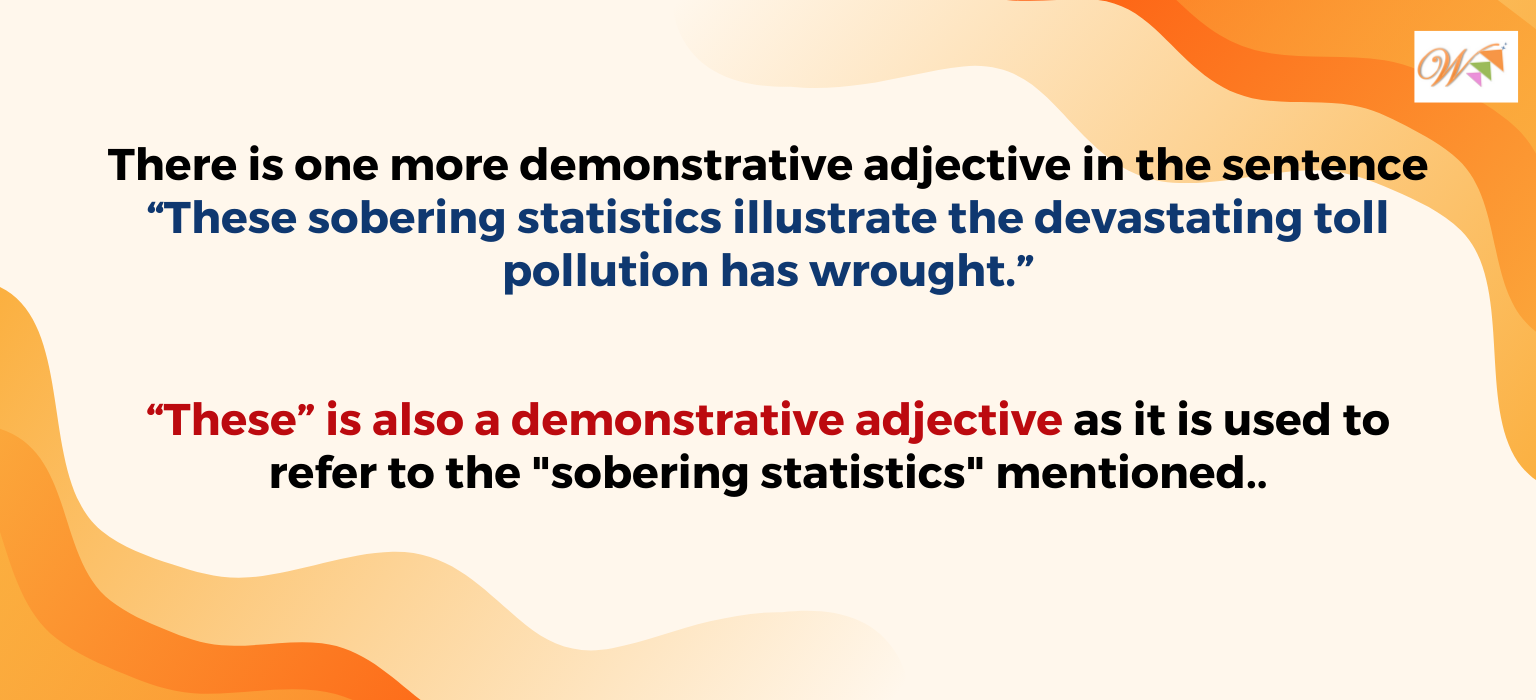 W
There is one more demonstrative adjective in the sentence
“These sobering statistics illustrate the devastating toll
pollution has wrought.”
“These” is also a demonstrative adjective as it is used to
refer to the "sobering statistics" mentioned..